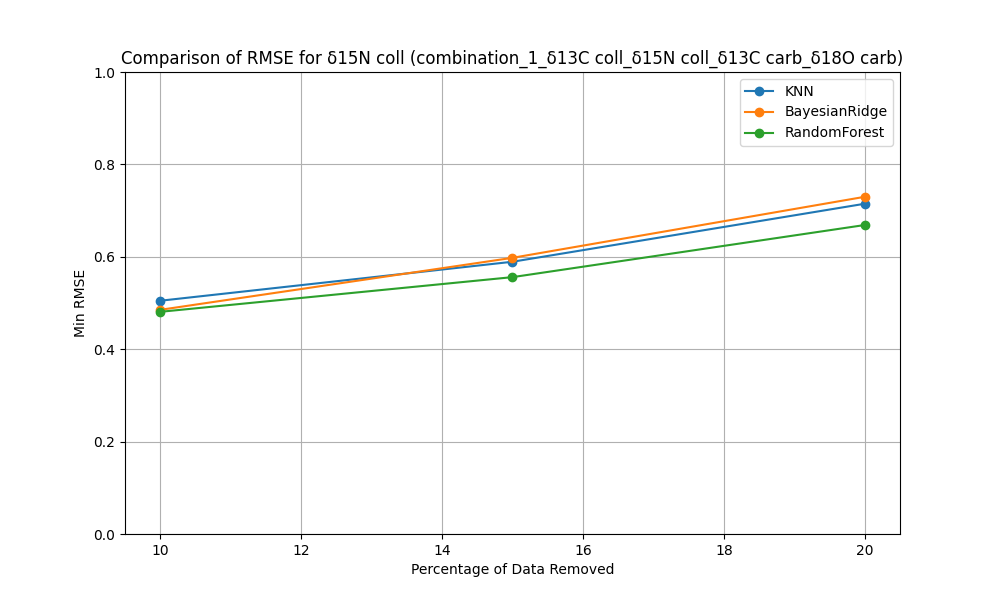 Comparison of RMSE for δ15N coll (combination_1_δ13C coll_δ15N coll_δ13C carb_δ18O carb)
KNN
BayesianRidge
RandomForest
Min RMSE
1.0
0.8
0.6
0.4
0.2
0.0
10
12
14
16
18
20
Percentage of Data Removed